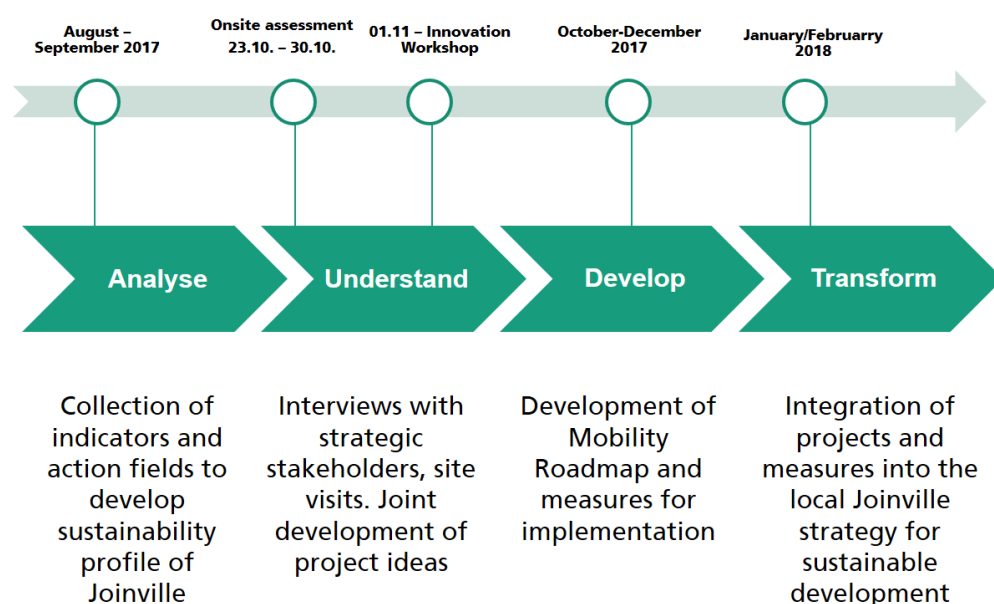 August –
September 2017
Onsite assessment
23.10. – 30.10.
01.11 – Innovation
Workshop
October-December
2017
January/Februarry
2018
Analyse
Understand
Develop
Transform
Collection of
indicators and
action fields to
develop
sustainability
profile of
Joinville
Interviews with
strategic
stakeholders, site
visits. Joint
development of
project ideas
Development of
Mobility
Roadmap and
measures for
implementation
Integration of
projects and
measures into the
local Joinville
strategy for
sustainable
development